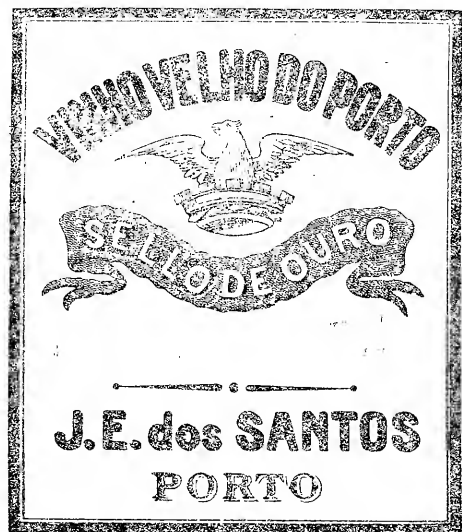 VINHO VELHO DO PORTO
SELLO DE OURO
J.E. dos SANTOS
PORTO